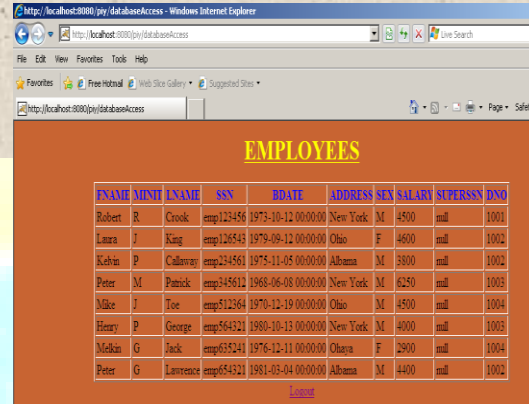 http://localhost:8080/piy/databaseAccess - Windows Internet Explorer
http://localhost:8080/piy/databaseAccess Live Search
File Edit View Favorites Tools Help
Favorites Free Hotmail Web Slice Gallery Suggested Sites
http://localhost:8080/piy/databaseAccess Page Safet
EMPLOYEES
FNAME MINIT LNAME SSN BDATE ADDRESS SEX SALARY SUPERSSN DNO
Robert R Crook emp123456 1973-10-12 00:00:00 New York M 4500 null 1001
Laura J King emp126543 1979-09-12 00:00:00 Ohio F 4600 null 1002
Kelvin P Callaway emp234561 1975-11-05 00:00:00 Albama M 3800 null 1002
Peter M Patrick emp345612 1968-06-08 00:00:00 New York M 6250 null 1003
Mike J Toe emp512364 1970-12-19 00:00:00 Ohio M 4500 null 1004
Henry P George emp564321 1980-10-13 00:00:00 New York M 4000 null 1003
Melkin G Jack emp635241 1976-12-11 00:00:00 Ohaya F 2900 null 1004
Peter G Lawrence emp654321 1981-03-04 00:00:00 Albama M 4400 null 1002
Logout